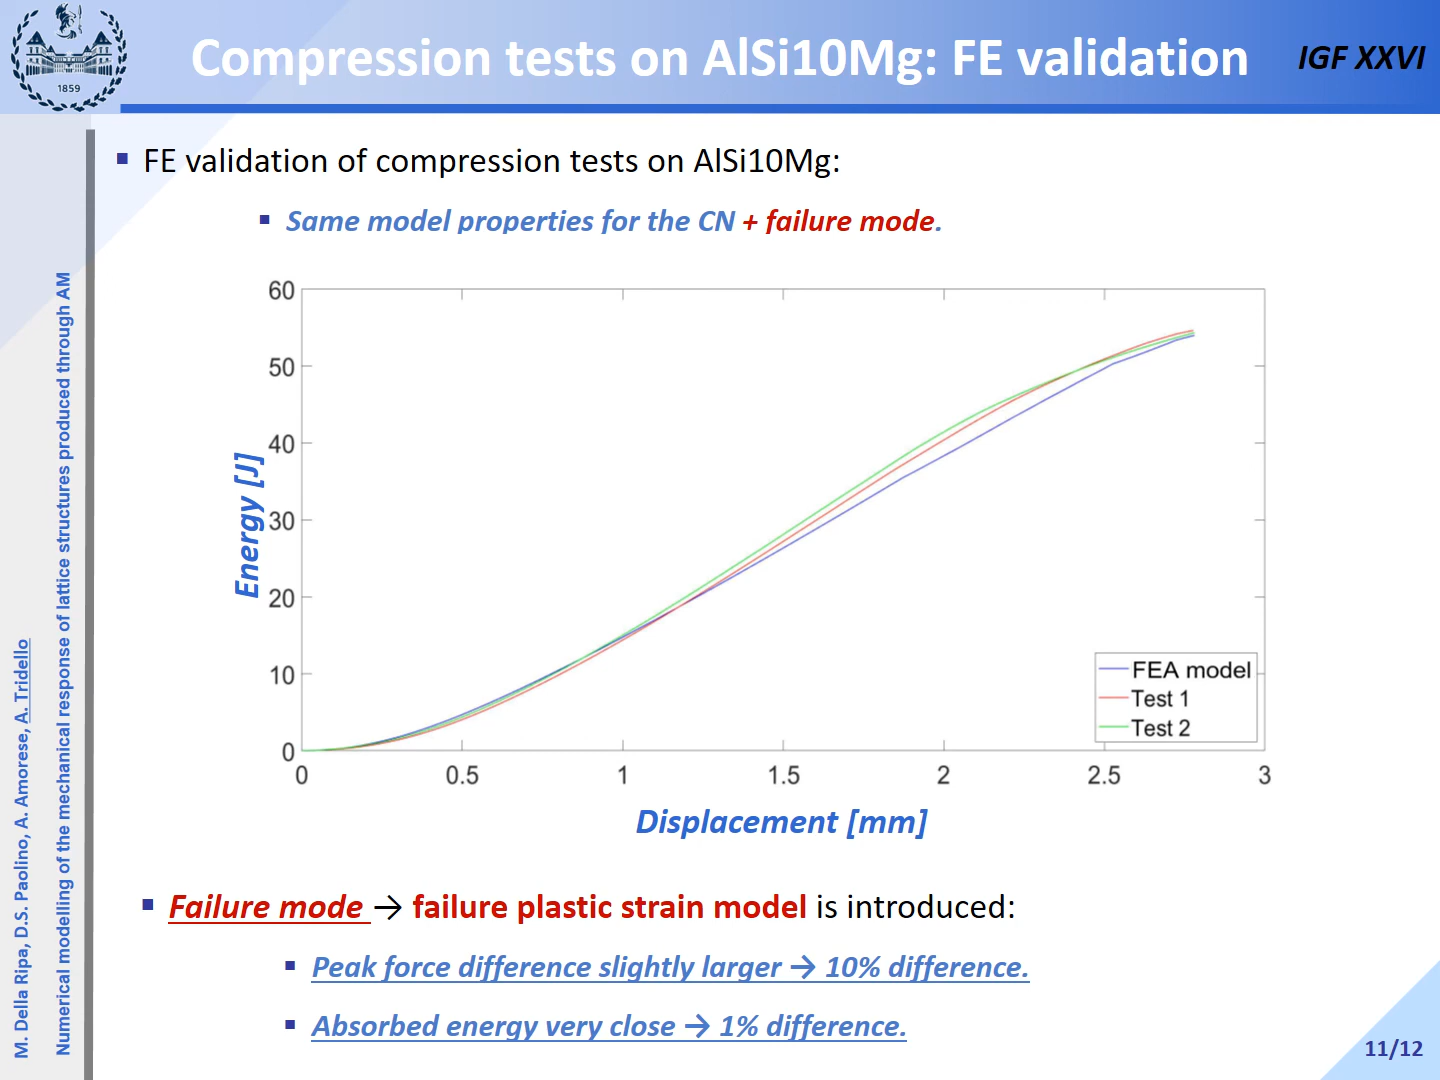 Compression tests on AlSi10Mg: FE validation
IGF XXVI
1859
FE validation of compression tests on AlSi10Mg:
Same model properties for the CN + failure mode.
60
50
40
30
20
10
0
Energy [J]
0 0.5 1 1.5 2 2.5 3
Displacement [mm]
FEA model
Test 1
Test 2
Failure mode → failure plastic strain model is introduced:
Peak force difference slightly larger → 10% difference.
Absorbed energy very close → 1% difference.
M. Della Ripa, D.S. Paolino, A. Amorese, A. Tridello
Numerical modelling of the mechanical response of lattice structures produced through AM
11/12